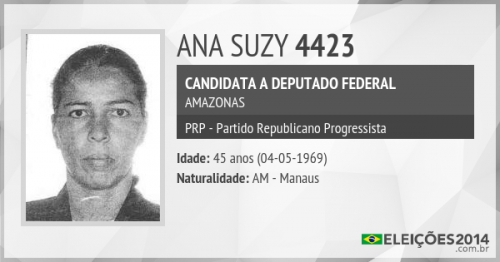 ANA SUZY 4423
CANDIDATA A DEPUTADO FEDERAL
AMAZONAS
PRP - Partido Republicano Progressista
Idade: 45 anos (04-05-1969)
Naturalidade: AM - Manaus
ELEIÇÕES2014
.com.br